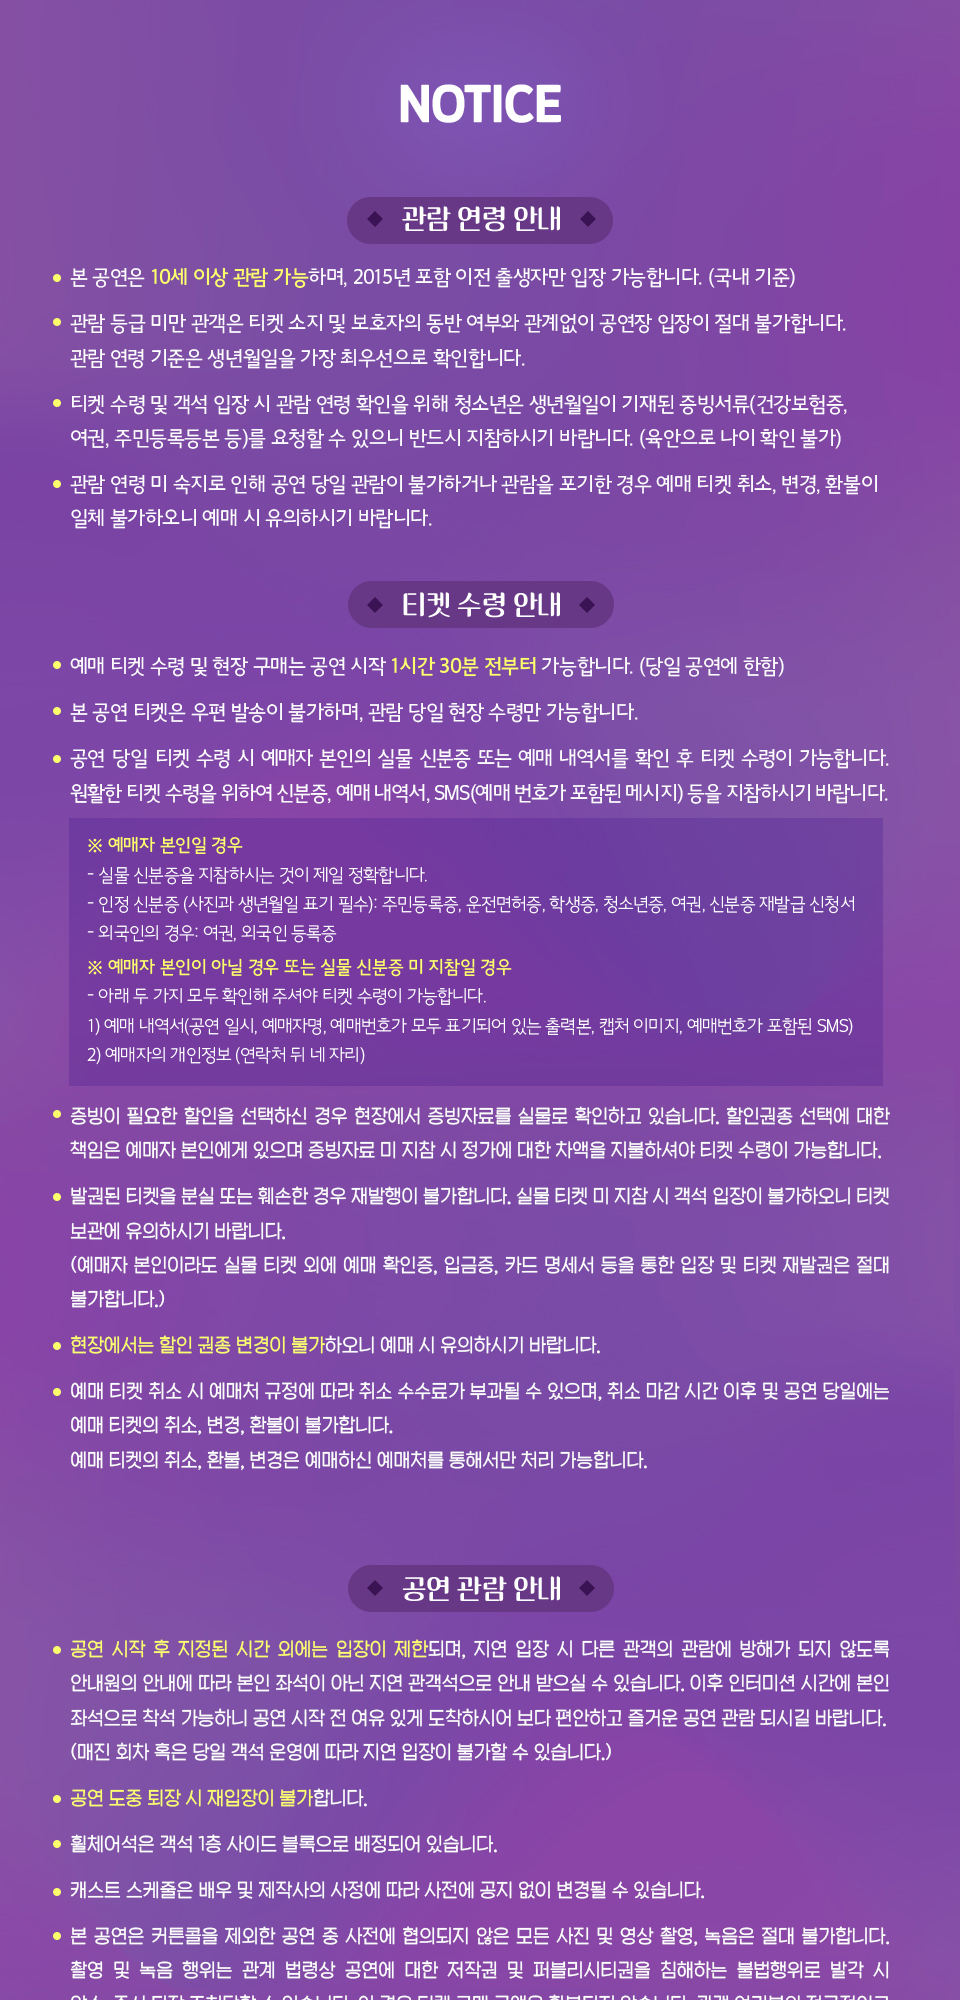 NOTICE
관람 연령 안내
본 공연은 10세 이상 관람 가능하며, 2015년 포함 이전 출생자만 입장 가능합니다. (국내 기준)
관람 등급 미만 관객은 티켓 소지 및 보호자의 동반 여부와 관계없이 공연장 입장이 절대 불가합니다.
관람 연령 기준은 생년월일을 가장 최우선으로 확인합니다.
티켓 수령 및 객석 입장 시 관람 연령 확인을 위해 청소년은 생년월일이 기재된 증빙서류(건강보험증,
여권, 주민등록등본 등)를 요청할 수 있으니 반드시 지참하시기 바랍니다. (육안으로 나이 확인 불가)
관람 연령 미 숙지로 인해 공연 당일 관람이 불가하거나 관람을 포기한 경우 예매 티켓 취소, 변경, 환불이
일체 불가하오니 예매 시 유의하시기 바랍니다.
티켓 수령 안내
예매 티켓 수령 및 현장 구매는 공연 시작 1시간 30분 전부터 가능합니다. (당일 공연에 한함)
본 공연 티켓은 우편 발송이 불가하며, 관람 당일 현장 수령만 가능합니다.
공연 당일 티켓 수령 시 예매자 본인의 실물 신분증 또는 예매 내역서를 확인 후 티켓 수령이 가능합니다.
원활한 티켓 수령을 위하여 신분증, 예매 내역서, SMS(예매 번호가 포함된 메시지) 등을 지참하시기 바랍니다.
※ 예매자 본인일 경우
- 실물 신분증을 지참하시는 것이 제일 정확합니다.
- 인정 신분증 (사진과 생년월일 표기 필수): 주민등록증, 운전면허증, 학생증, 청소년증, 여권, 신분증 재발급 신청서
- 외국인의 경우: 여권, 외국인 등록증
※ 예매자 본인이 아닐 경우 또는 실물 신분증 미 지참일 경우
- 아래 두 가지 모두 확인해 주셔야 티켓 수령이 가능합니다.
1) 예매 내역서(공연 일시, 예매자명, 예매번호가 모두 표기되어 있는 출력본, 캡처 이미지, 예매번호가 포함된 SMS)
2) 예매자의 개인정보 (연락처 뒤 네 자리)
증빙이 필요한 할인을 선택하신 경우 현장에서 증빙자료를 실물로 확인하고 있습니다. 할인권종 선택에 대한
책임은 예매자 본인에게 있으며 증빙자료 미 지참 시 정가에 대한 차액을 지불하셔야 티켓 수령이 가능합니다.
발권된 티켓을 분실 또는 훼손한 경우 재발행이 불가합니다. 실물 티켓 미 지참 시 객석 입장이 불가하오니 티켓
보관에 유의하시기 바랍니다.
(예매자 본인이라도 실물 티켓 외에 예매 확인증, 입금증, 카드 명세서 등을 통한 입장 및 티켓 재발권은 절대
불가합니다.)
현장에서는 할인 권종 변경이 불가하오니 예매 시 유의하시기 바랍니다.
예매 티켓 취소 시 예매처 규정에 따라 취소 수수료가 부과될 수 있으며, 취소 마감 시간 이후 및 공연 당일에는
예매 티켓의 취소, 변경, 환불이 불가합니다.
예매 티켓의 취소, 환불, 변경은 예매하신 예매처를 통해서만 처리 가능합니다.
공연 관람 안내
공연 시작 후 지정된 시간 외에는 입장이 제한되며, 지연 입장 시 다른 관객의 관람에 방해가 되지 않도록
안내원의 안내에 따라 본인 좌석이 아닌 지연 관객석으로 안내 받으실 수 있습니다. 이후 인터미션 시간에 본인
좌석으로 착석 가능하니 공연 시작 전 여유 있게 도착하시어 보다 편안하고 즐거운 공연 관람 되시길 바랍니다.
(매진 회차 혹은 당일 객석 운영에 따라 지연 입장이 불가할 수 있습니다.)
공연 도중 퇴장 시 재입장이 불가합니다.
휠체어석은 객석 1층 사이드 블록으로 배정되어 있습니다.
캐스트 스케줄은 배우 및 제작사의 사정에 따라 사전에 공지 없이 변경될 수 있습니다.
본 공연은 커튼콜을 제외한 공연 중 사전에 협의되지 않은 모든 사진 및 영상 촬영, 녹음은 절대 불가합니다.
촬영 및 녹음 행위는 관계 법령상 공연에 대한 저작권 및 퍼블리시티권을 침해하는 불법행위로 발각 시